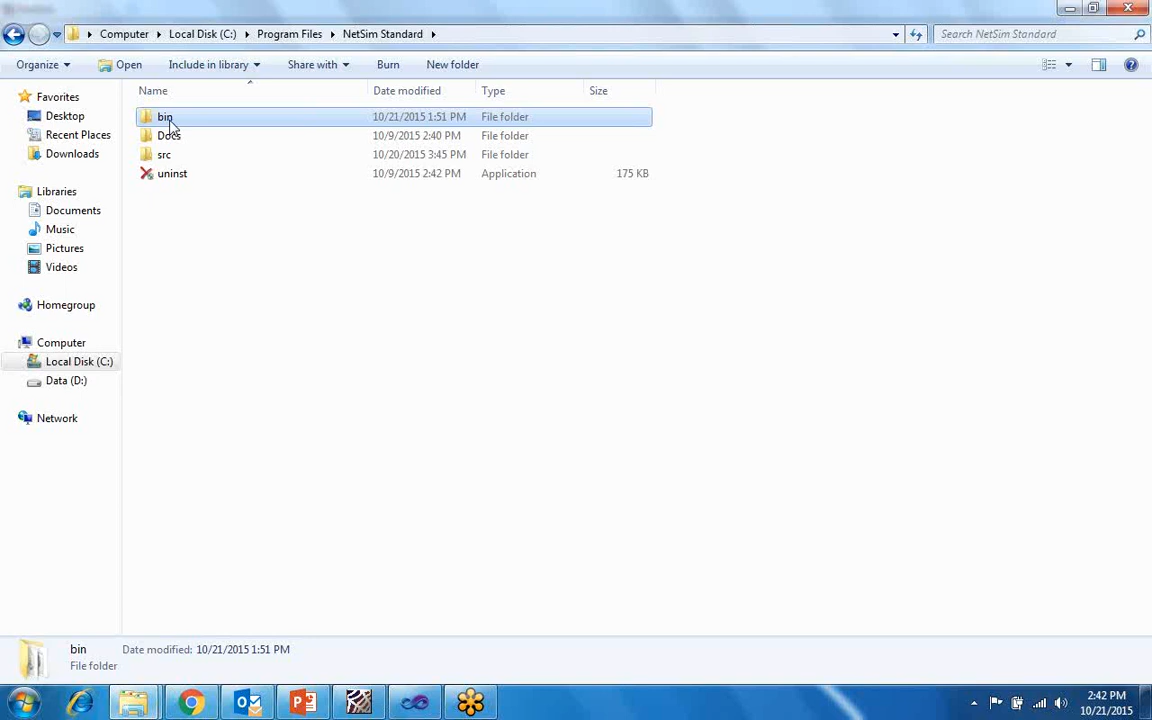 Computer Local Disk (C:) Program Files NetSim Standard Search NetSim Standard
Organize Open Include in library Share with Burn New folder
Name Date modified Type Size
Favorites
Desktop
Recent Places
Downloads
Libraries
Documents
Music
Pictures
Videos
Homegroup
Computer
Local Disk (C:)
Data (D:)
Network
bin 10/21/2015 1:51 PM File folder
Docs 10/9/2015 2:40 PM File folder
src 10/20/2015 3:45 PM File folder
uninst 10/9/2015 2:42 PM Application 175 KB
bin Date modified: 10/21/2015 1:51 PM
File folder
2:42 PM
10/21/2015